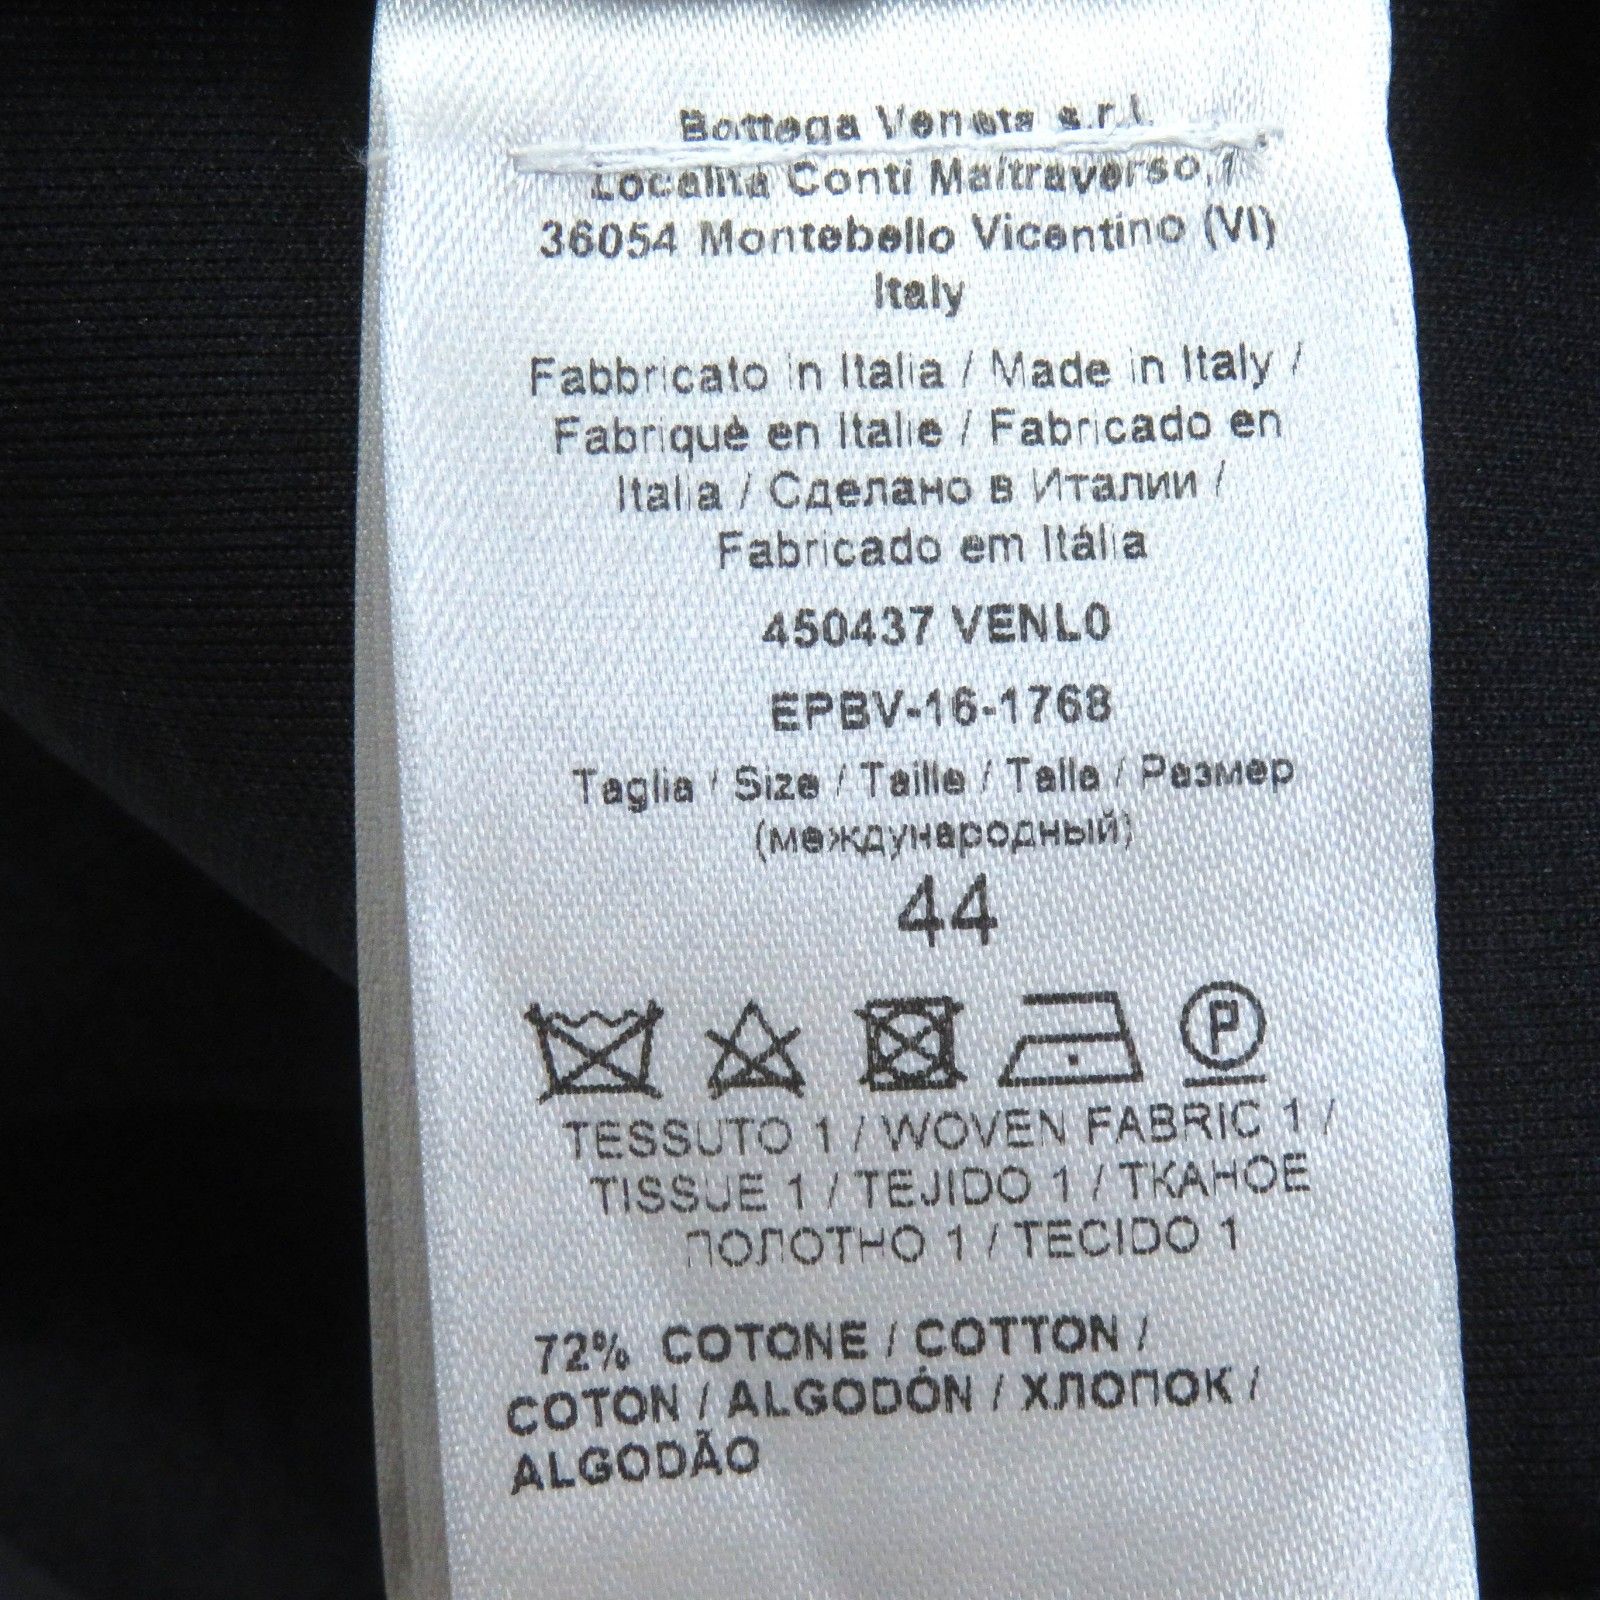 Bottega Veneta s.r.l.
Località Conti Maltraverso,1
36054 Montebello Vicentino (VI)
Italy
Fabbricato in Italia / Made in Italy /
Fabriqué en Italie / Fabricado en
Italia / Сделано в Италии /
Fabricado em Itália
450437 VENL0
EPBV-16-1768
Taglia / Size / Taille / Talla / Размер
(международный)
44
P
TESSUTO 1 / WOVEN FABRIC 1 /
TISSUE 1 / TEJIDO 1 / ТКАНОЕ
ПОЛОТНО 1 / TECIDO 1
72% COTONE / COTTON /
COTON / ALGODÓN / ХЛОПОК /
ALGODÃO